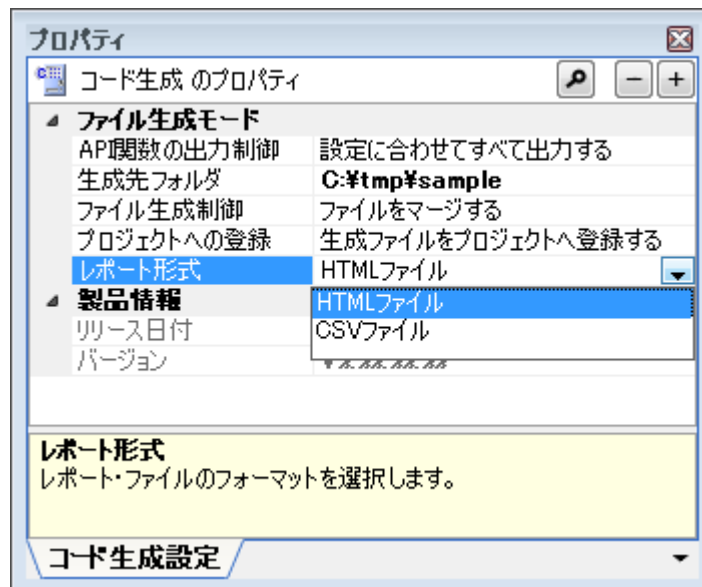 プロパティ
コード生成 のプロパティ
ファイル生成モード
API関数の出力制御 設定に合わせてすべて出力する
生成先フォルダ C:¥tmp¥sample
ファイル生成制御 ファイルをマージする
プロジェクトへの登録 生成ファイルをプロジェクトへ登録する
レポート形式 HTMLファイル
製品情報 HTMLファイル
リリース日付 CSVファイル
バージョン
レポート形式
レポート・ファイルのフォーマットを選択します。
コード生成設定